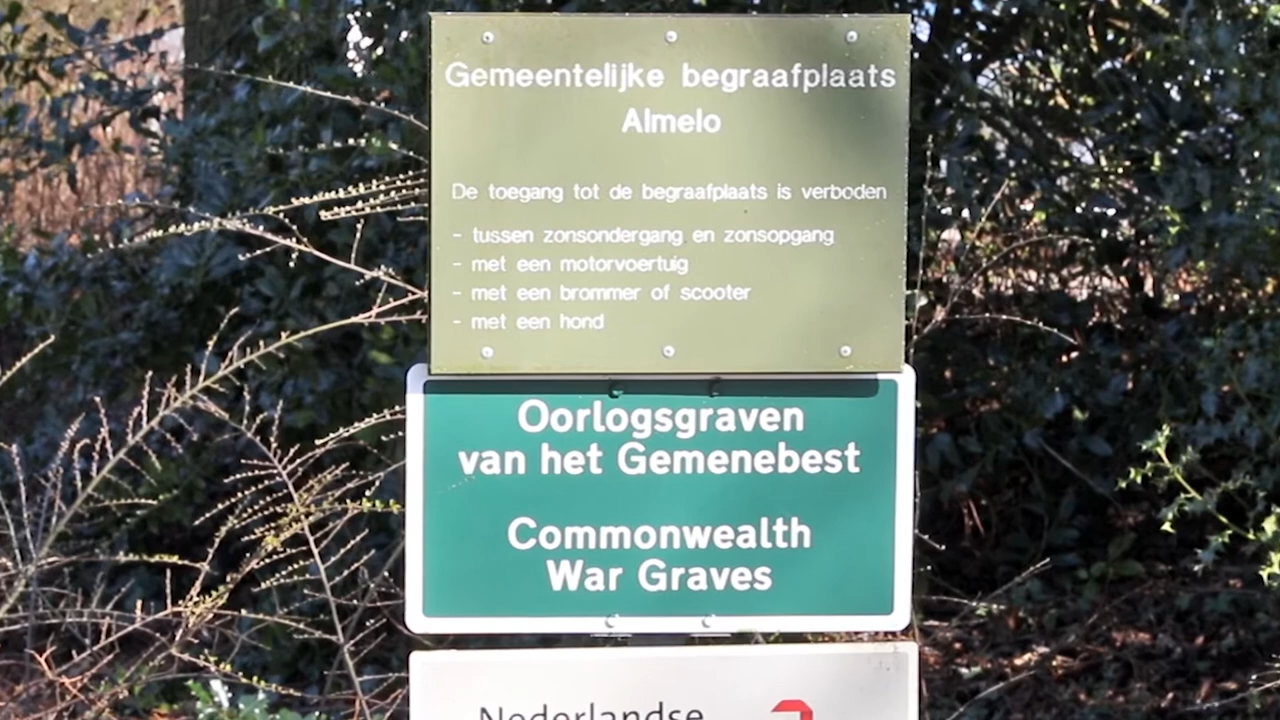 Gemeentelijke begraafplaats
Almelo
De toegang tot de begraafplaats is verboden
- tussen zonsondergang en zonsopgang
- met een motorvoertuig
- met een brommer of scooter
- met een hond
Oorlogsgraven
van het Gemenebest
Commonwealth
War Graves
Nederlandse